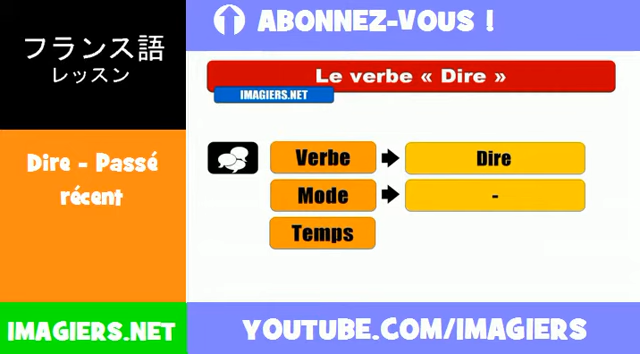 フランス語
レッスン
ABONNEZ-VOUS !
Le verbe « Dire »
IMAGIERS.NET
Dire - Passé
récent
Verbe
Dire
Mode
-
Temps
IMAGIERS.NET
YOUTUBE.COM/IMAGIERS